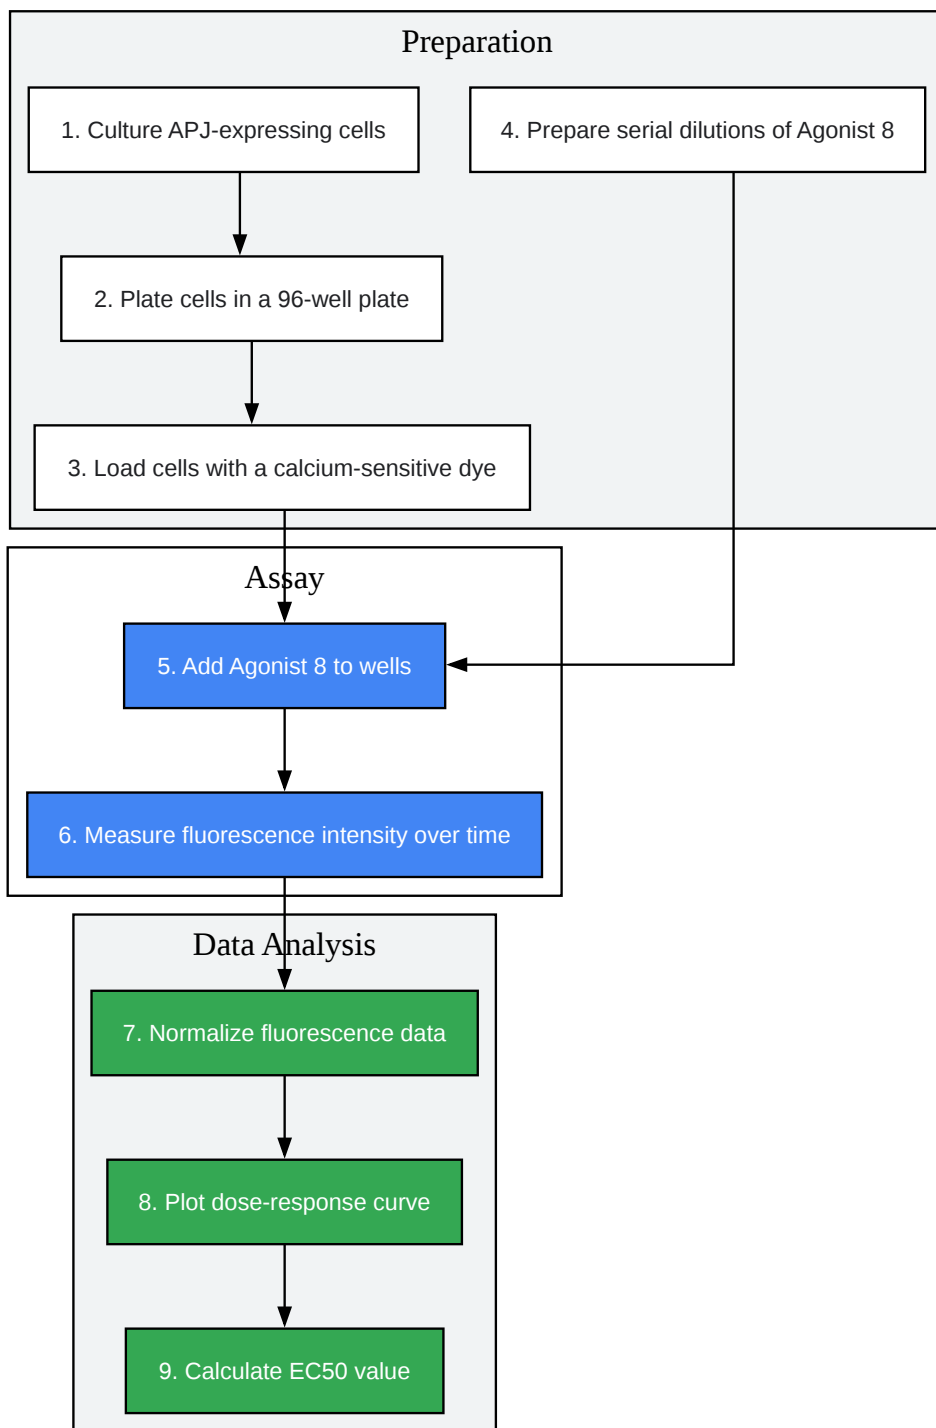 Preparation
1. Culture APJ-expressing cells
4. Prepare serial dilutions of Agonist 8
2. Plate cells in a 96-well plate
3. Load cells with a calcium-sensitive dye
Assay
5. Add Agonist 8 to wells
6. Measure fluorescence intensity over time
Data Analysis
7. Normalize fluorescence data
8. Plot dose-response curve
9. Calculate EC50 value